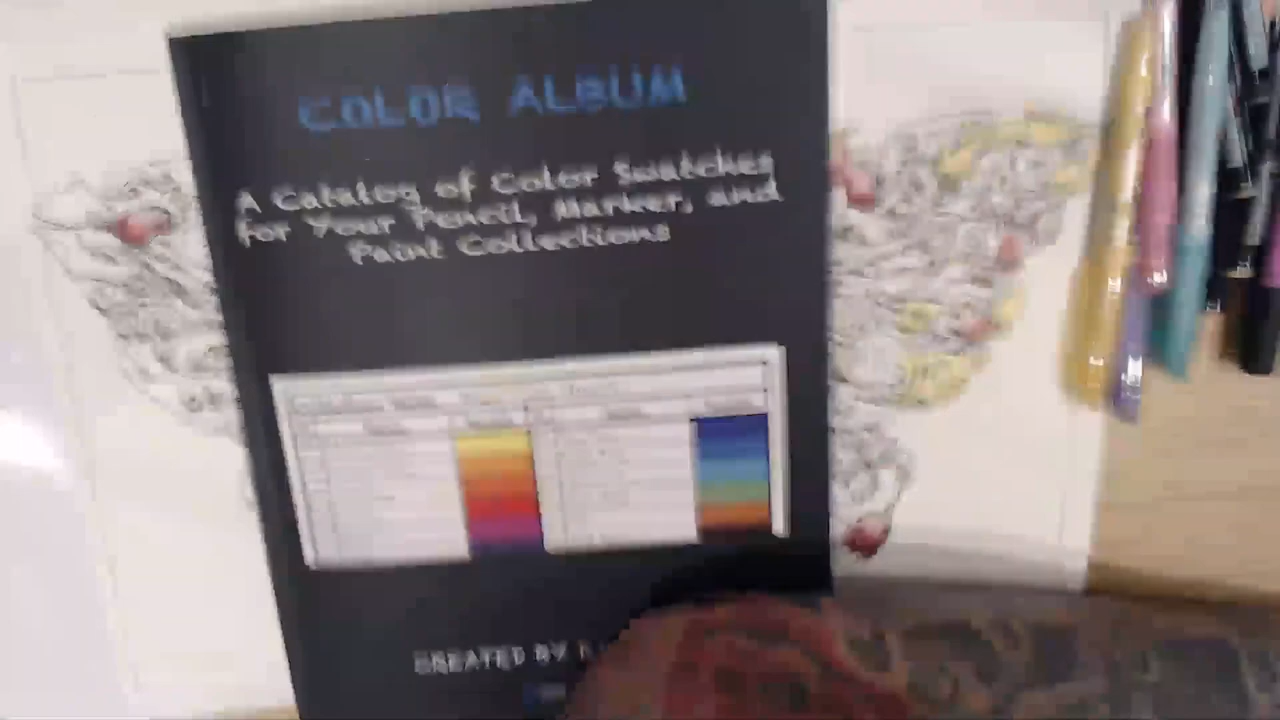 COLOR ALBUM
A Catalog of Color Swatches
for Your Pencil, Marker, and
Paint Collections
CREATED BY